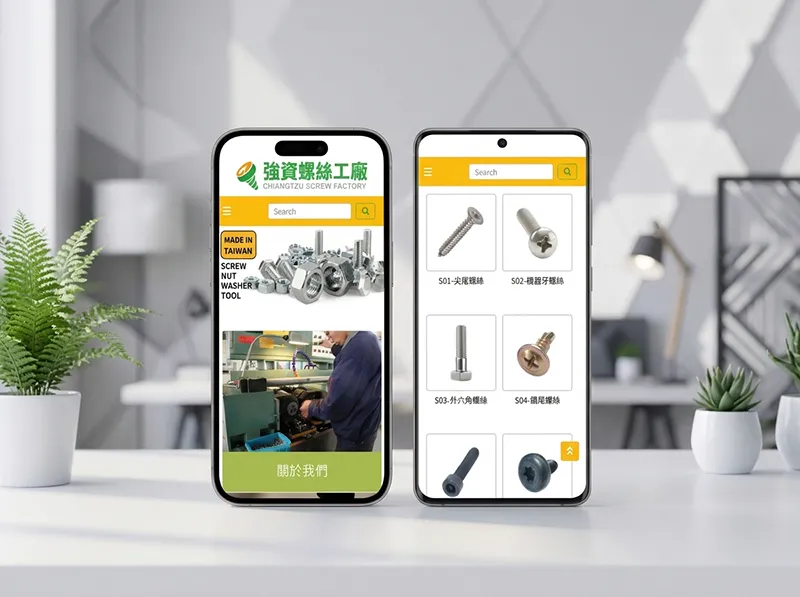 強資螺絲工廠
CHIANGTZU SCREW FACTORY
Search
MADE IN
TAIWAN
SCREW
NUT
WASHER
TOOL
關於我們
Search
S01-尖尾螺絲
S02-機器牙螺絲
S03-外六角螺絲
S04-鑽尾螺絲